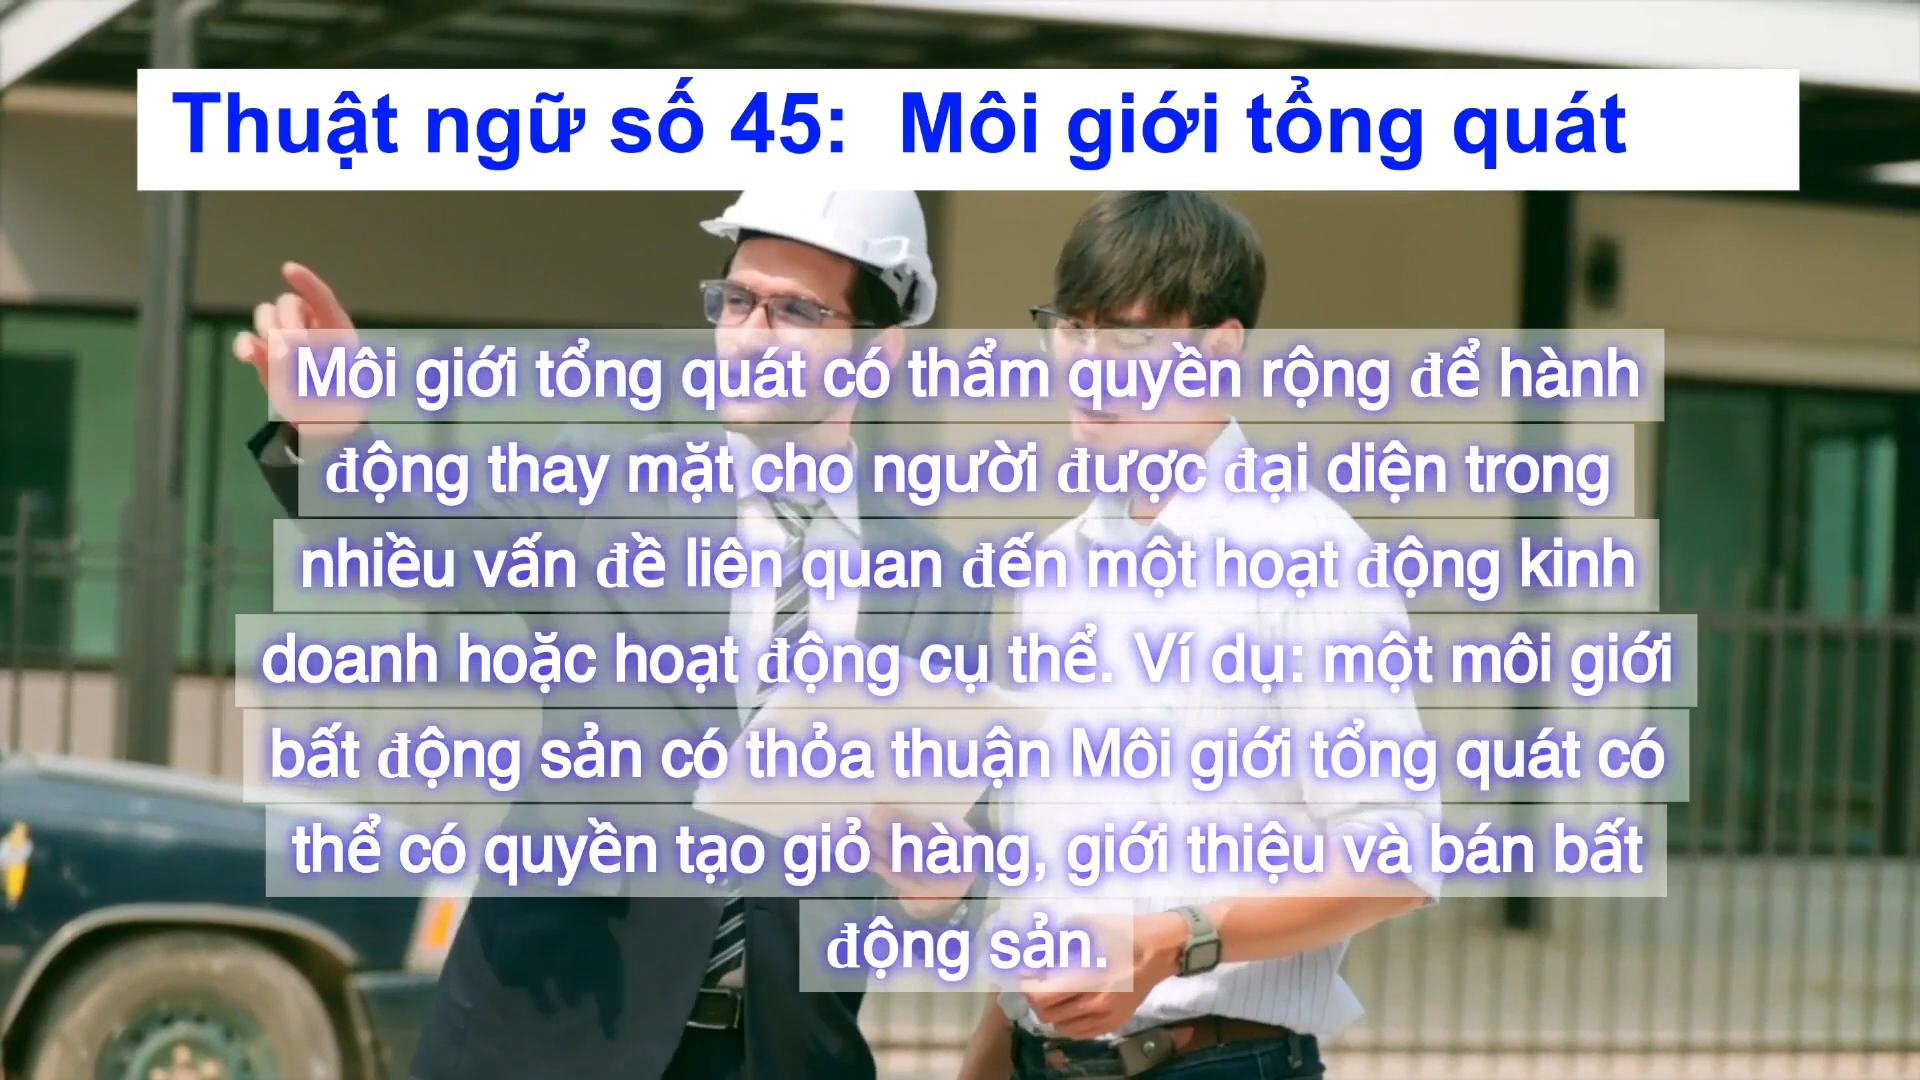 Thuật ngữ số 45: Môi giới tổng quát
Môi giới tổng quát có thẩm quyền rộng để hành
động thay mặt cho người được đại diện trong
nhiều vấn đề liên quan đến một hoạt động kinh
doanh hoặc hoạt động cụ thể. Ví dụ: một môi giới
bất động sản có thỏa thuận Môi giới tổng quát có
thể có quyền tạo giỏ hàng, giới thiệu và bán bất
động sản.